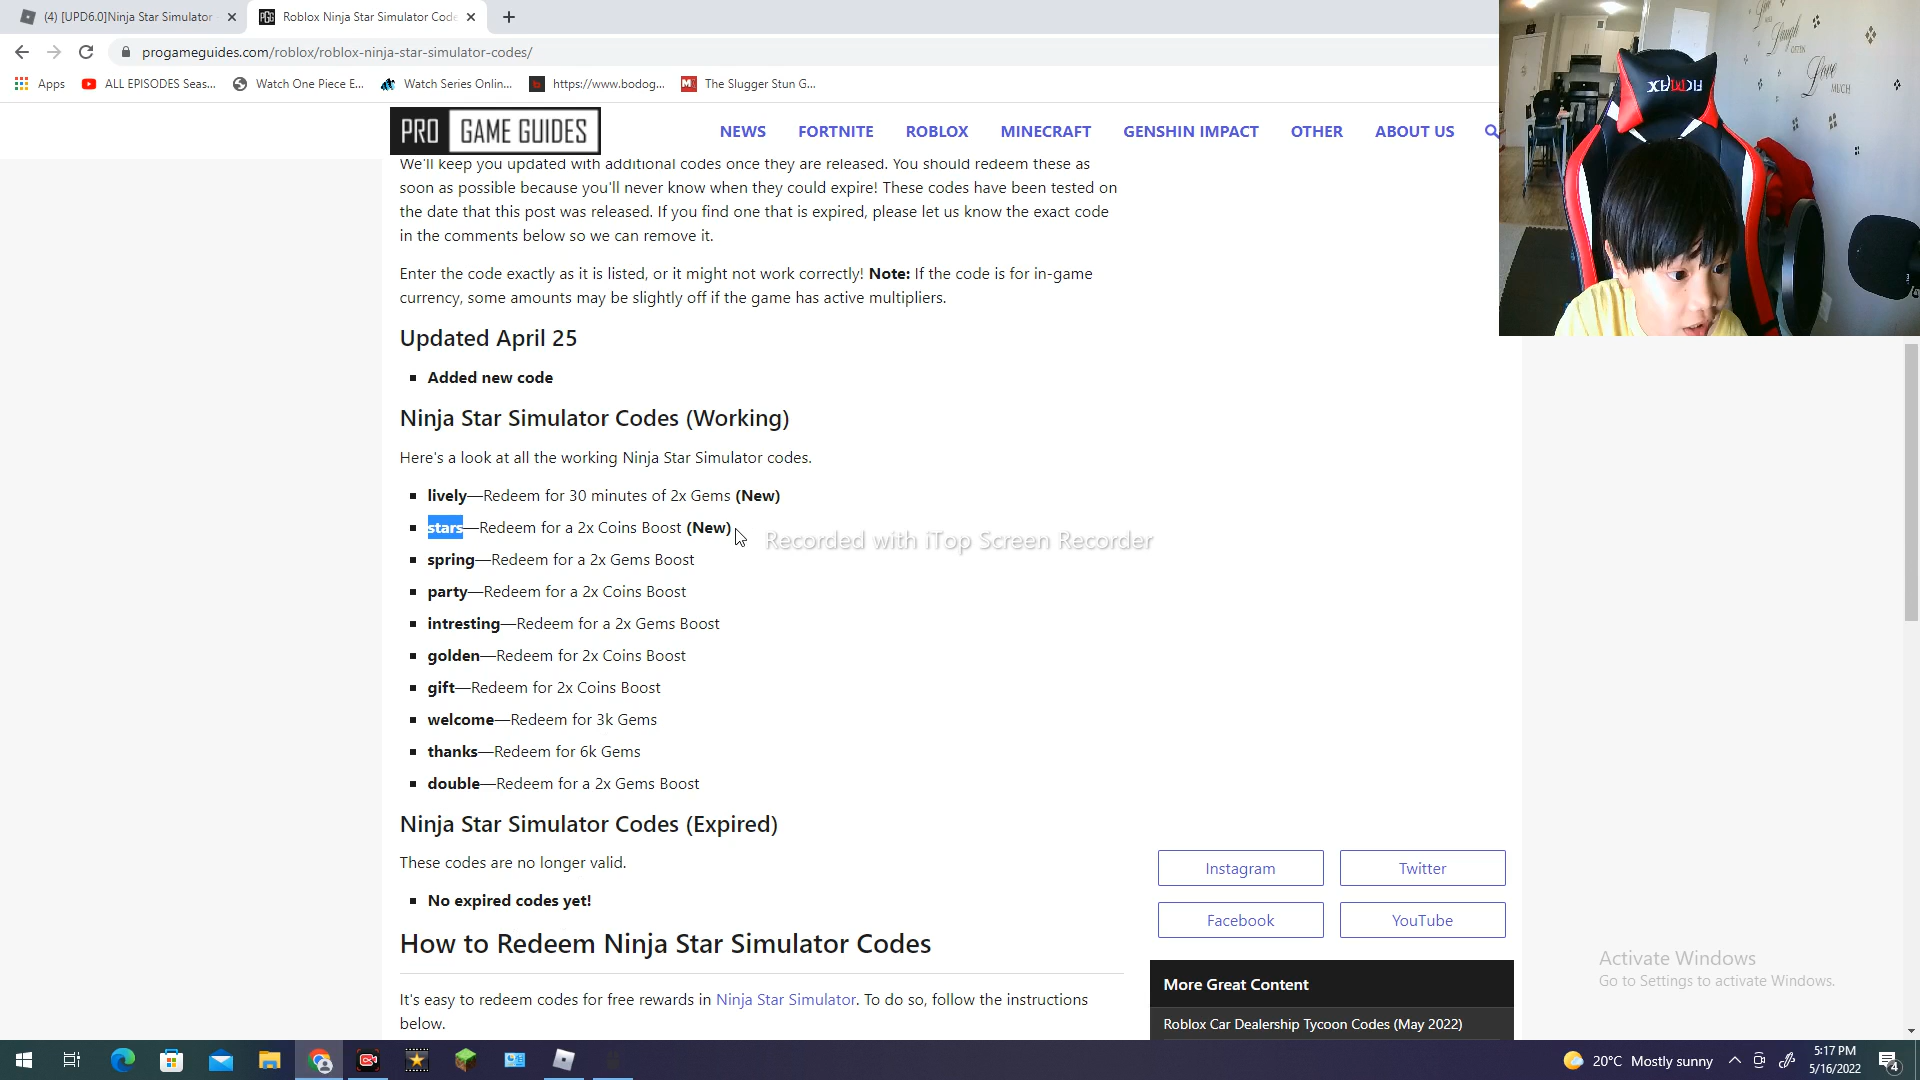 (4) [UPD6.0]Ninja Star Simulator
Roblox Ninja Star Simulator Code
progameguides.com/roblox/roblox-ninja-star-simulator-codes/
Apps
ALL EPISODES Seas...
Watch One Piece E...
Watch Series Onlin...
https://www.bodog...
The Slugger Stun G...
PRO GAME GUIDES
NEWS
FORTNITE
ROBLOX
MINECRAFT
GENSHIN IMPACT
OTHER
ABOUT US
We'll keep you updated with additional codes once they are released. You should redeem these as
soon as possible because you'll never know when they could expire! These codes have been tested on
the date that this post was released. If you find one that is expired, please let us know the exact code
in the comments below so we can remove it.
Enter the code exactly as it is listed, or it might not work correctly! Note: If the code is for in-game
currency, some amounts may be slightly off if the game has active multipliers.
Updated April 25
Added new code
Ninja Star Simulator Codes (Working)
Here's a look at all the working Ninja Star Simulator codes.
lively—Redeem for 30 minutes of 2x Gems (New)
stars—Redeem for a 2x Coins Boost (New)
Recorded with iTop Screen Recorder
spring—Redeem for a 2x Gems Boost
party—Redeem for a 2x Coins Boost
intresting—Redeem for a 2x Gems Boost
golden—Redeem for 2x Coins Boost
gift—Redeem for 2x Coins Boost
welcome—Redeem for 3k Gems
thanks—Redeem for 6k Gems
double—Redeem for a 2x Gems Boost
Ninja Star Simulator Codes (Expired)
These codes are no longer valid.
No expired codes yet!
How to Redeem Ninja Star Simulator Codes
It's easy to redeem codes for free rewards in Ninja Star Simulator. To do so, follow the instructions
below.
Instagram
Twitter
Facebook
YouTube
More Great Content
Roblox Car Dealership Tycoon Codes (May 2022)
Activate Windows
Go to Settings to activate Windows.
20°C Mostly sunny
5:17 PM
5/16/2022
4
Laugh
Love
MUCH